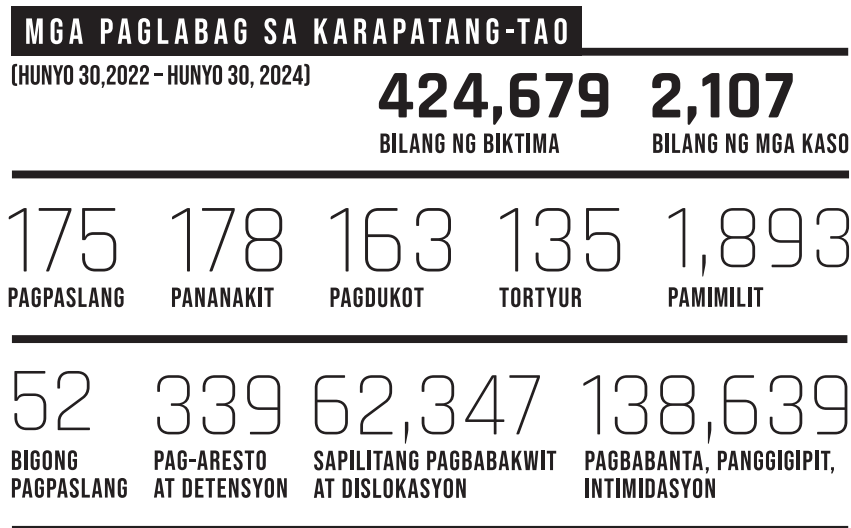 MGA PAGLABAG SA KARAPATANG-TAO
(HUNYO 30,2022 – HUNYO 30, 2024)
424,679 2,107
BILANG NG BIKTIMA BILANG NG MGA KASO
175 178 163 135 1,893
PAGPASLANG PANANAKIT PAGDUKOT TORTYUR PAMIMILIT
52 339 62,347 138,639
BIGONG PAG-ARESTO SAPILITANG PAGBABAKWIT PAGBABANTA, PANGGIGIPIT,
PAGPASLANG AT DETENSYON AT DISLOKASYON INTIMIDASYON